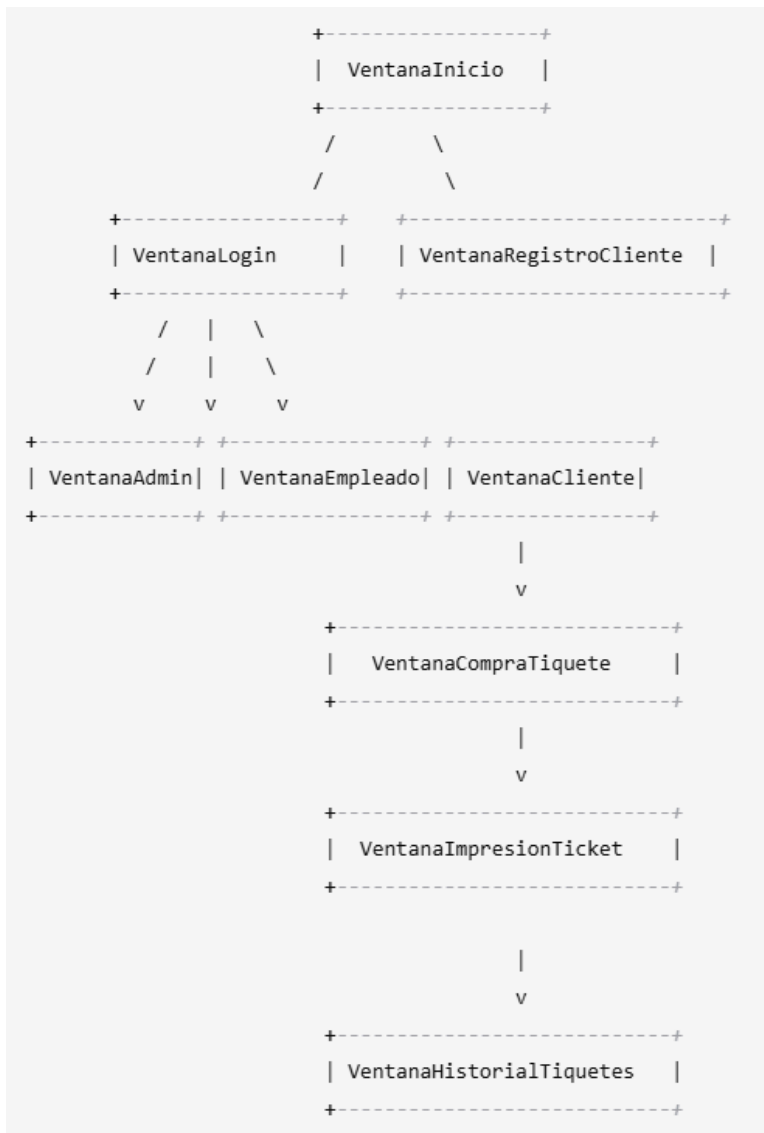 +------------------+
|  VentanaInicio   |
+------------------+
/        \
/          \
+------------------+    +--------------------------+
| VentanaLogin     |    | VentanaRegistroCliente  |
+------------------+    +--------------------------+
/   |   \
/    |    \
v     v     v
+-------------+ +----------------+ +----------------+
| VentanaAdmin| | VentanaEmpleado| | VentanaCliente|
+-------------+ +----------------+ +----------------+
|
v
+----------------------------+
|   VentanaCompraTiquete     |
+----------------------------+
|
v
+----------------------------+
|  VentanaImpresionTicket    |
+----------------------------+
|
v
+----------------------------+
| VentanaHistorialTiquetes   |
+----------------------------+